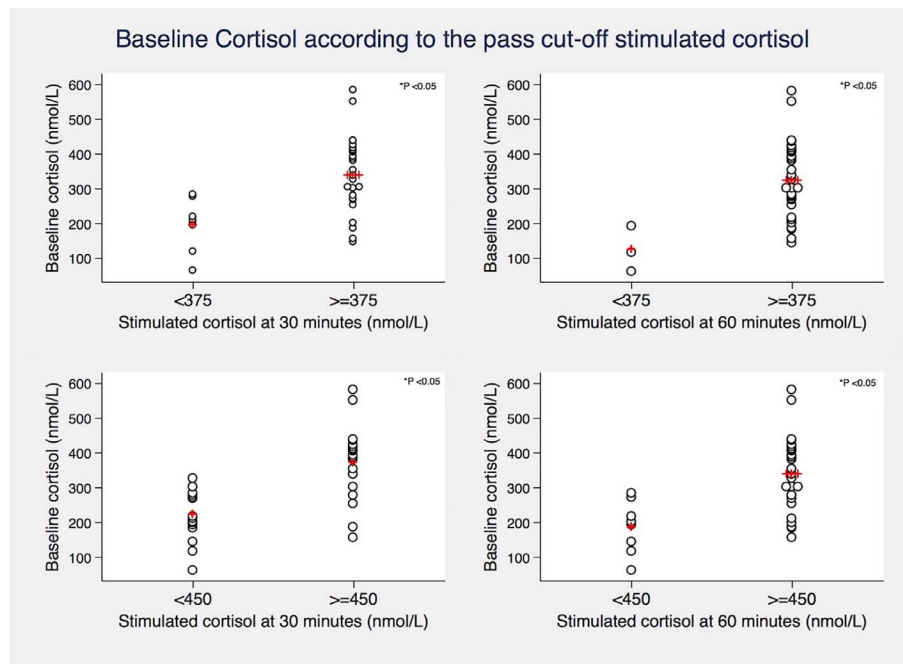 Baseline Cortisol according to the pass cut-off stimulated cortisol
Baseline cortisol (nmol/L)
600
500
400
300
200
100
*P <0.05
<375
>=375
Stimulated cortisol at 30 minutes (nmol/L)
Baseline cortisol (nmol/L)
600
500
400
300
200
100
*P <0.05
<375
>=375
Stimulated cortisol at 60 minutes (nmol/L)
Baseline cortisol (nmol/L)
600
500
400
300
200
100
*P <0.05
<450
>=450
Stimulated cortisol at 30 minutes (nmol/L)
Baseline cortisol (nmol/L)
600
500
400
300
200
100
*P <0.05
<450
>=450
Stimulated cortisol at 60 minutes (nmol/L)